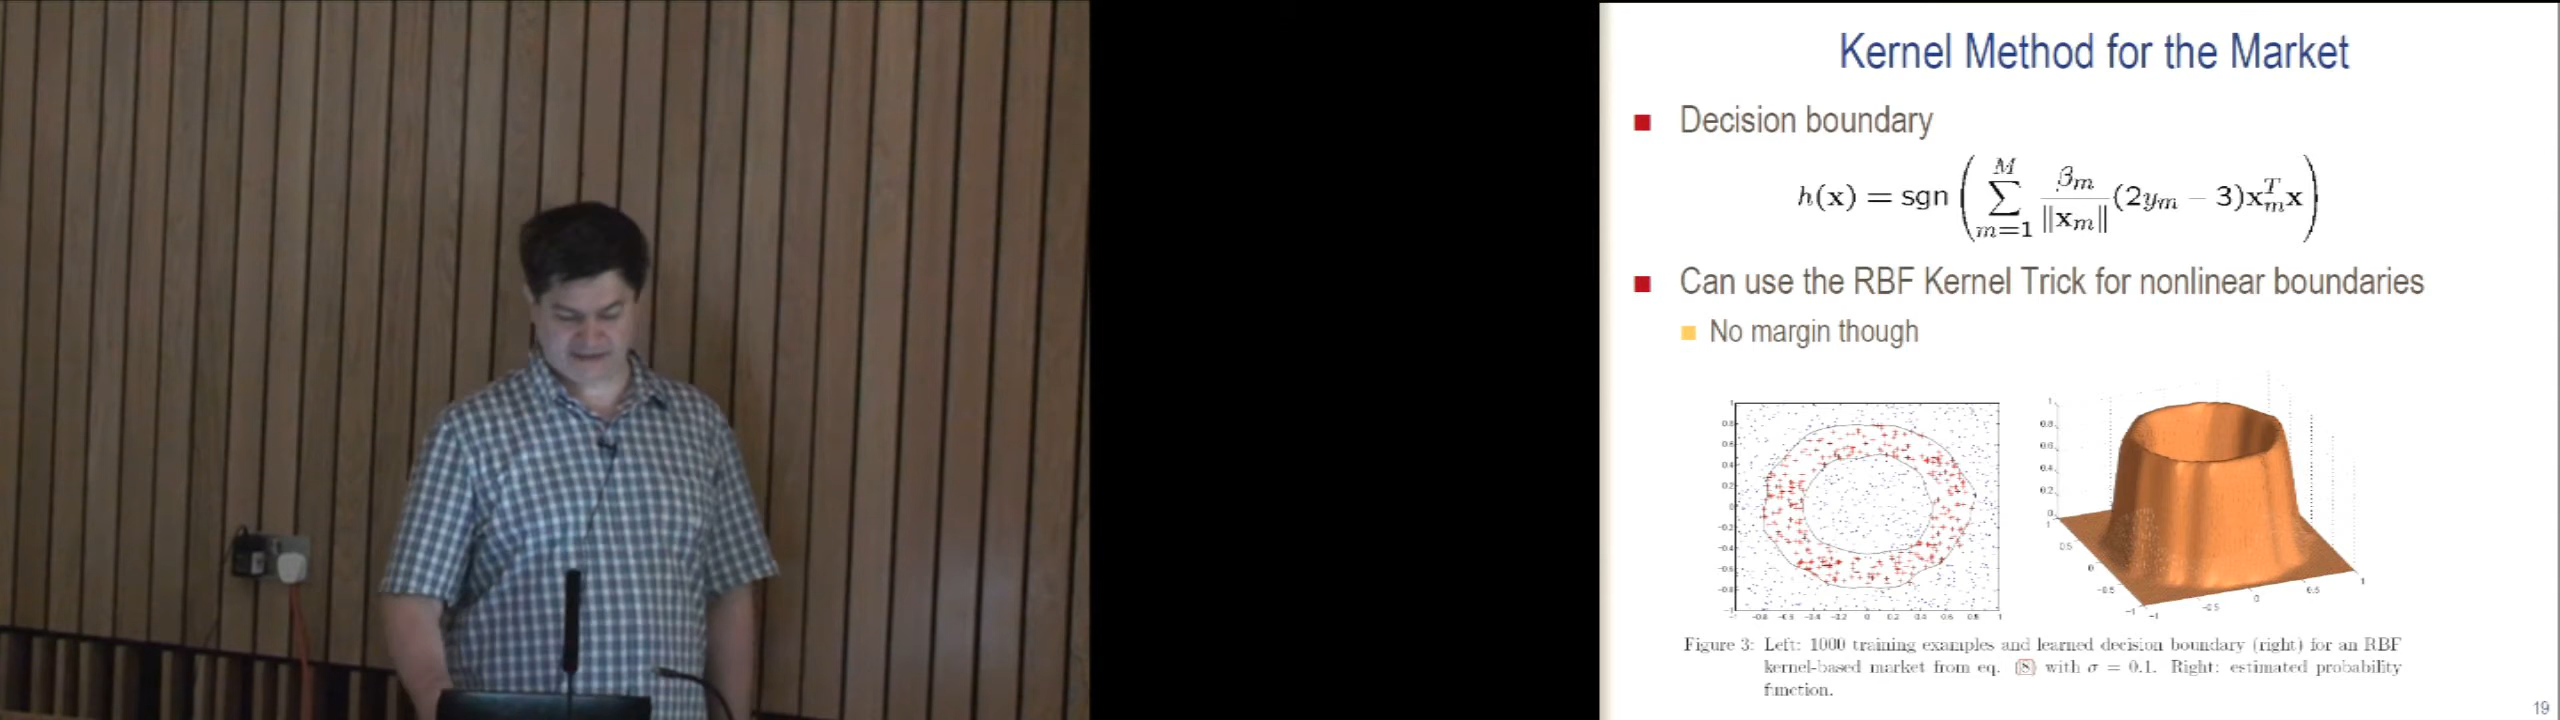 Kernel Method for the Market
Decision boundary
h(x) = sgn ( ∑_{m=1}^{M} β_m / ‖x_m‖ (2y_m − 3) x_m^T x )
Can use the RBF Kernel Trick for nonlinear boundaries
No margin though
Figure 3: Left: 1000 training examples and learned decision boundary (right) for an RBF
kernel-based market from eq. (8) with σ = 0.1. Right: estimated probability
function.
19